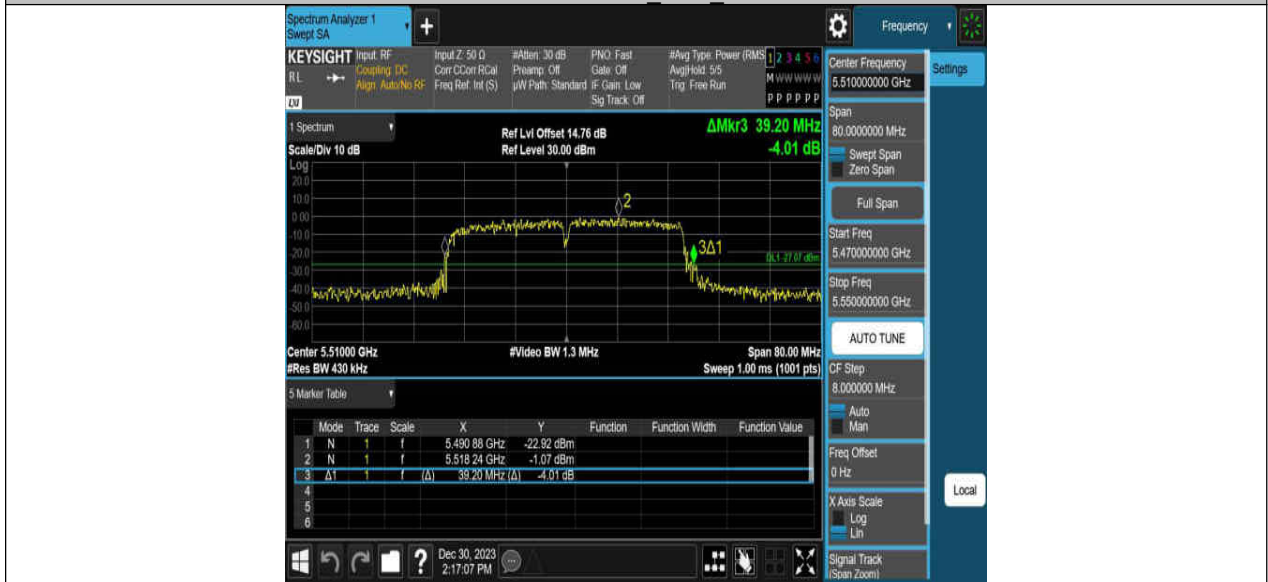 Spectrum Analyzer 1
Swept SA
+
Frequency
KEYSIGHT Input: RF Input Z: 50 Ω #Atten: 30 dB PNO: Fast #Avg Type: Power (RMS 1 2 3 4 5 6
RL Coupling: DC Corr CCorr RCal Preamp: Off Gate: Off Avg|Hold: 5/5 M W W W W W
Align: Auto/No RF Freq Ref: Int (S) µW Path: Standard IF Gain: Low Trig: Free Run
Sig Track: Off P P P P P P
LXI
1 Spectrum
Ref Lvl Offset 14.76 dB
ΔMkr3 39.20 MHz
Scale/Div 10 dB
Ref Level 30.00 dBm
-4.01 dB
Log
20.0
10.0
0.00
-10.0
-20.0
-30.0
-40.0
-50.0
-60.0
2
3Δ1
DL1 -27.07 dBm
Center 5.51000 GHz #Video BW 1.3 MHz Span 80.00 MHz
#Res BW 430 kHz Sweep 1.00 ms (1001 pts)
5 Marker Table
Mode Trace Scale X Y Function Function Width Function Value
1 N 1 f 5.490 88 GHz -22.92 dBm
2 N 1 f 5.518 24 GHz -1.07 dBm
3 Δ1 1 f (Δ) 39.20 MHz (Δ) -4.01 dB
4
5
6
?
Dec 30, 2023
2:17:07 PM
Center Frequency
5.510000000 GHz
Settings
Span
80.0000000 MHz
Swept Span
Zero Span
Full Span
Start Freq
5.470000000 GHz
Stop Freq
5.550000000 GHz
AUTO TUNE
CF Step
8.000000 MHz
Auto
Man
Freq Offset
0 Hz
X Axis Scale
Log
Lin
Signal Track
(Span Zoom)
Local